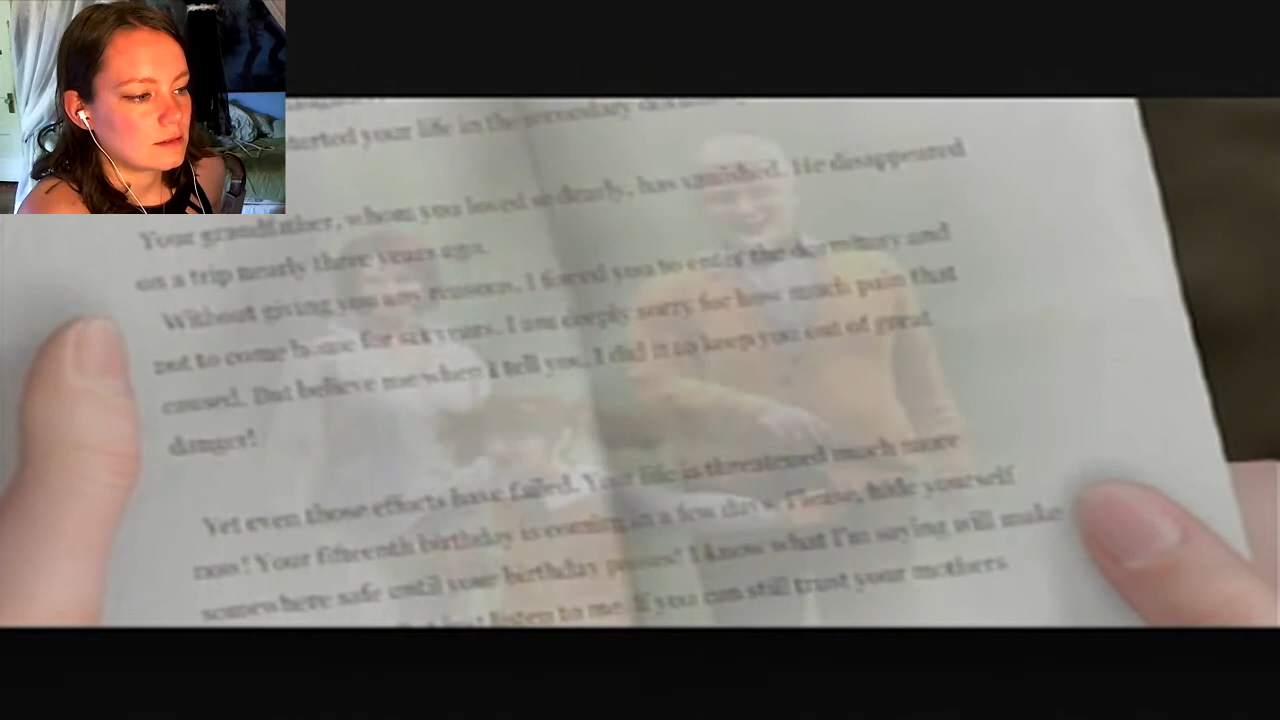 started your life in the secondary
Your grandfather, whom you loved so dearly, has vanished. He disappeared
on a trip nearly three years ago.
Without giving you any reasons, I forced you to enter the dormitory and
not to come home for six years. I am deeply sorry for how much pain that
caused. But believe me when I tell you, I did it to keep you out of great
danger!
Yet even those efforts have failed. Your life is threatened much more
now! Your fifteenth birthday is coming in a few days. Please, hide yourself
somewhere safe until your birthday passes! I know what I'm saying will make
listen to me. If you can still trust your mothers